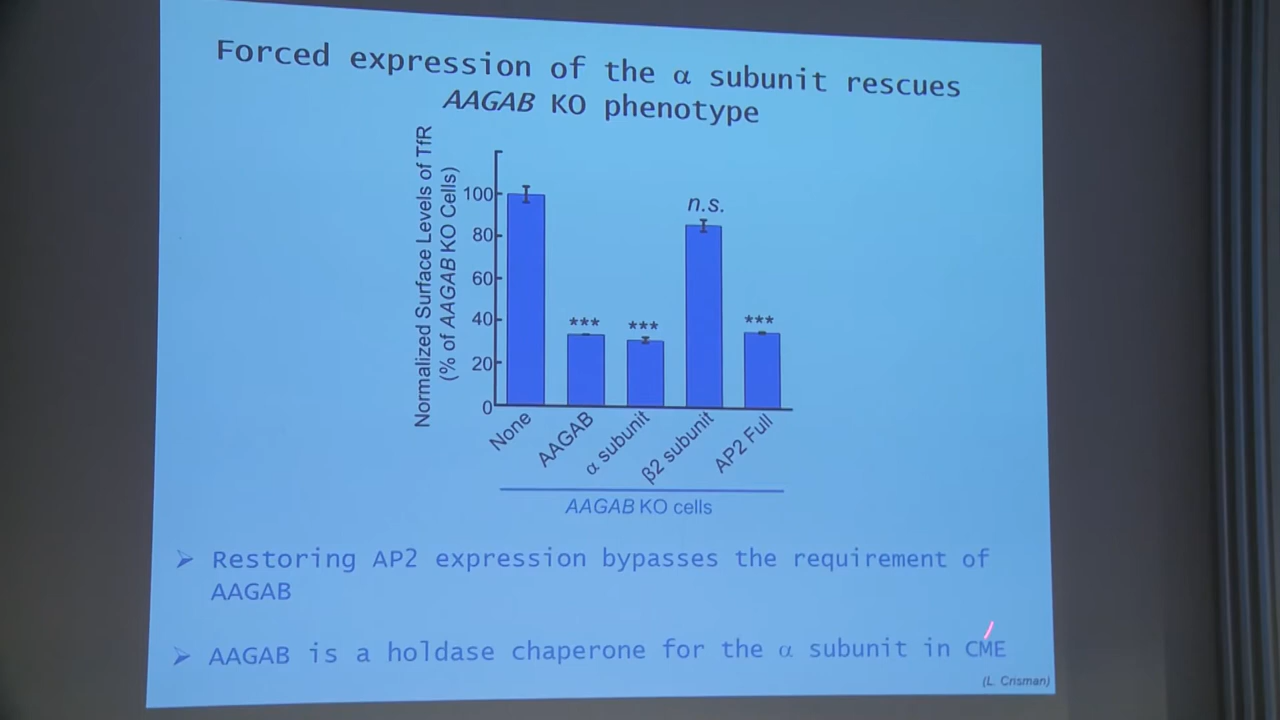 Forced expression of the α subunit rescues
AAGAB KO phenotype
Normalized Surface Levels of TfR
(% of AAGAB KO Cells)
100
80
60
40
20
0
***
***
n.s.
***
None
AAGAB
α subunit
β2 subunit
AP2 Full
AAGAB KO cells
➢ Restoring AP2 expression bypasses the requirement of
AAGAB
➢ AAGAB is a holdase chaperone for the α subunit in CME
(L. Crisman)